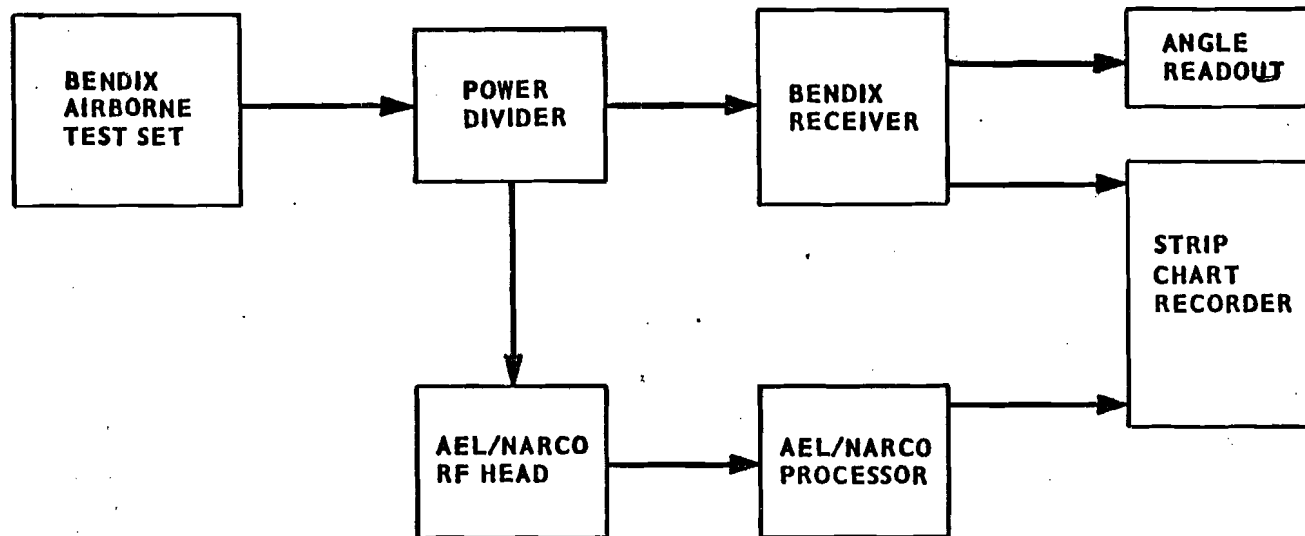 BENDIX
AIRBORNE
TEST SET
POWER
DIVIDER
BENDIX
RECEIVER
ANGLE
READOUT
STRIP
CHART
RECORDER
AEL/NARCO
RF HEAD
AEL/NARCO
PROCESSOR